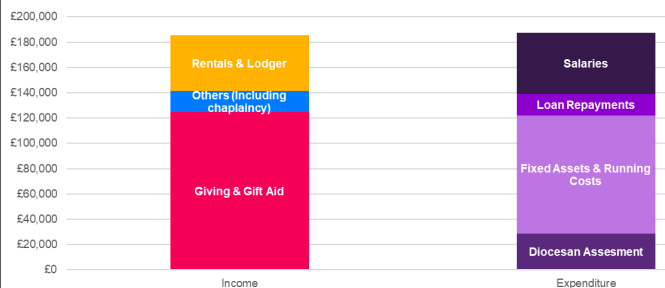 £200,000
£180,000
£160,000
£140,000
£120,000
£100,000
£80,000
£60,000
£40,000
£20,000
£0
Rentals & Lodger
Others (Including
chaplaincy)
Giving & Gift Aid
Salaries
Loan Repayments
Fixed Assets & Running
Costs
Diocesan Assesment
Income
Expenditure